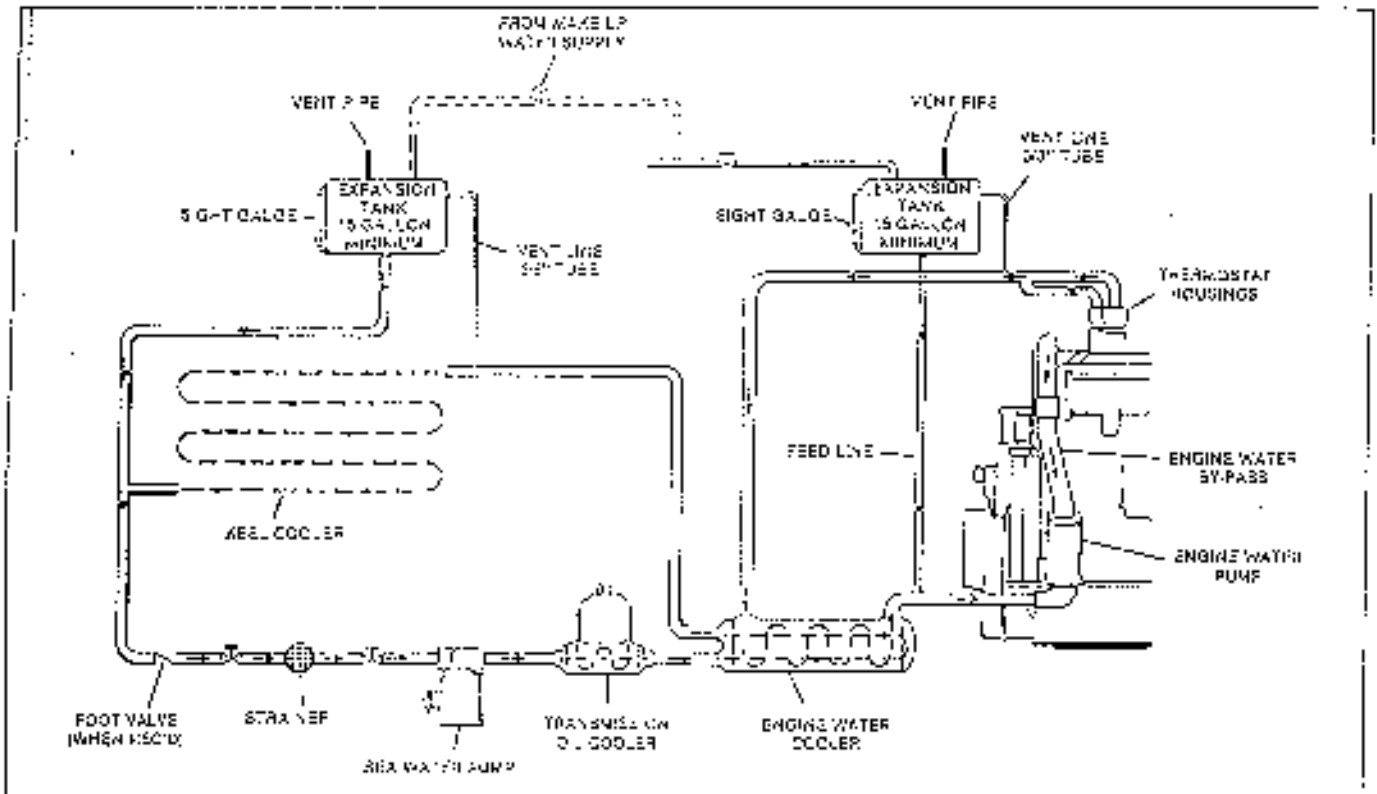 FROM MAKE UP
WATER SUPPLY
VENT PIPE
VENT PIPE
VENT LINE
TUBE
EXPANSION
TANK
15 GALLON
MINIMUM
SIGHT GAUGE
EXPANSION
TANK
15 GALLON
MINIMUM
SIGHT GAUGE
VENT LINE
TUBE
THERMOSTAT
HOUSINGS
FEED LINE
ENGINE WATER
BY-PASS
KEEL COOLER
ENGINE WATER
PUMP
FOOT VALVE
(WHEN REQ'D)
STRAINER
TRANSMISSION
OIL COOLER
ENGINE WATER
COOLER
SEA WATER PUMP